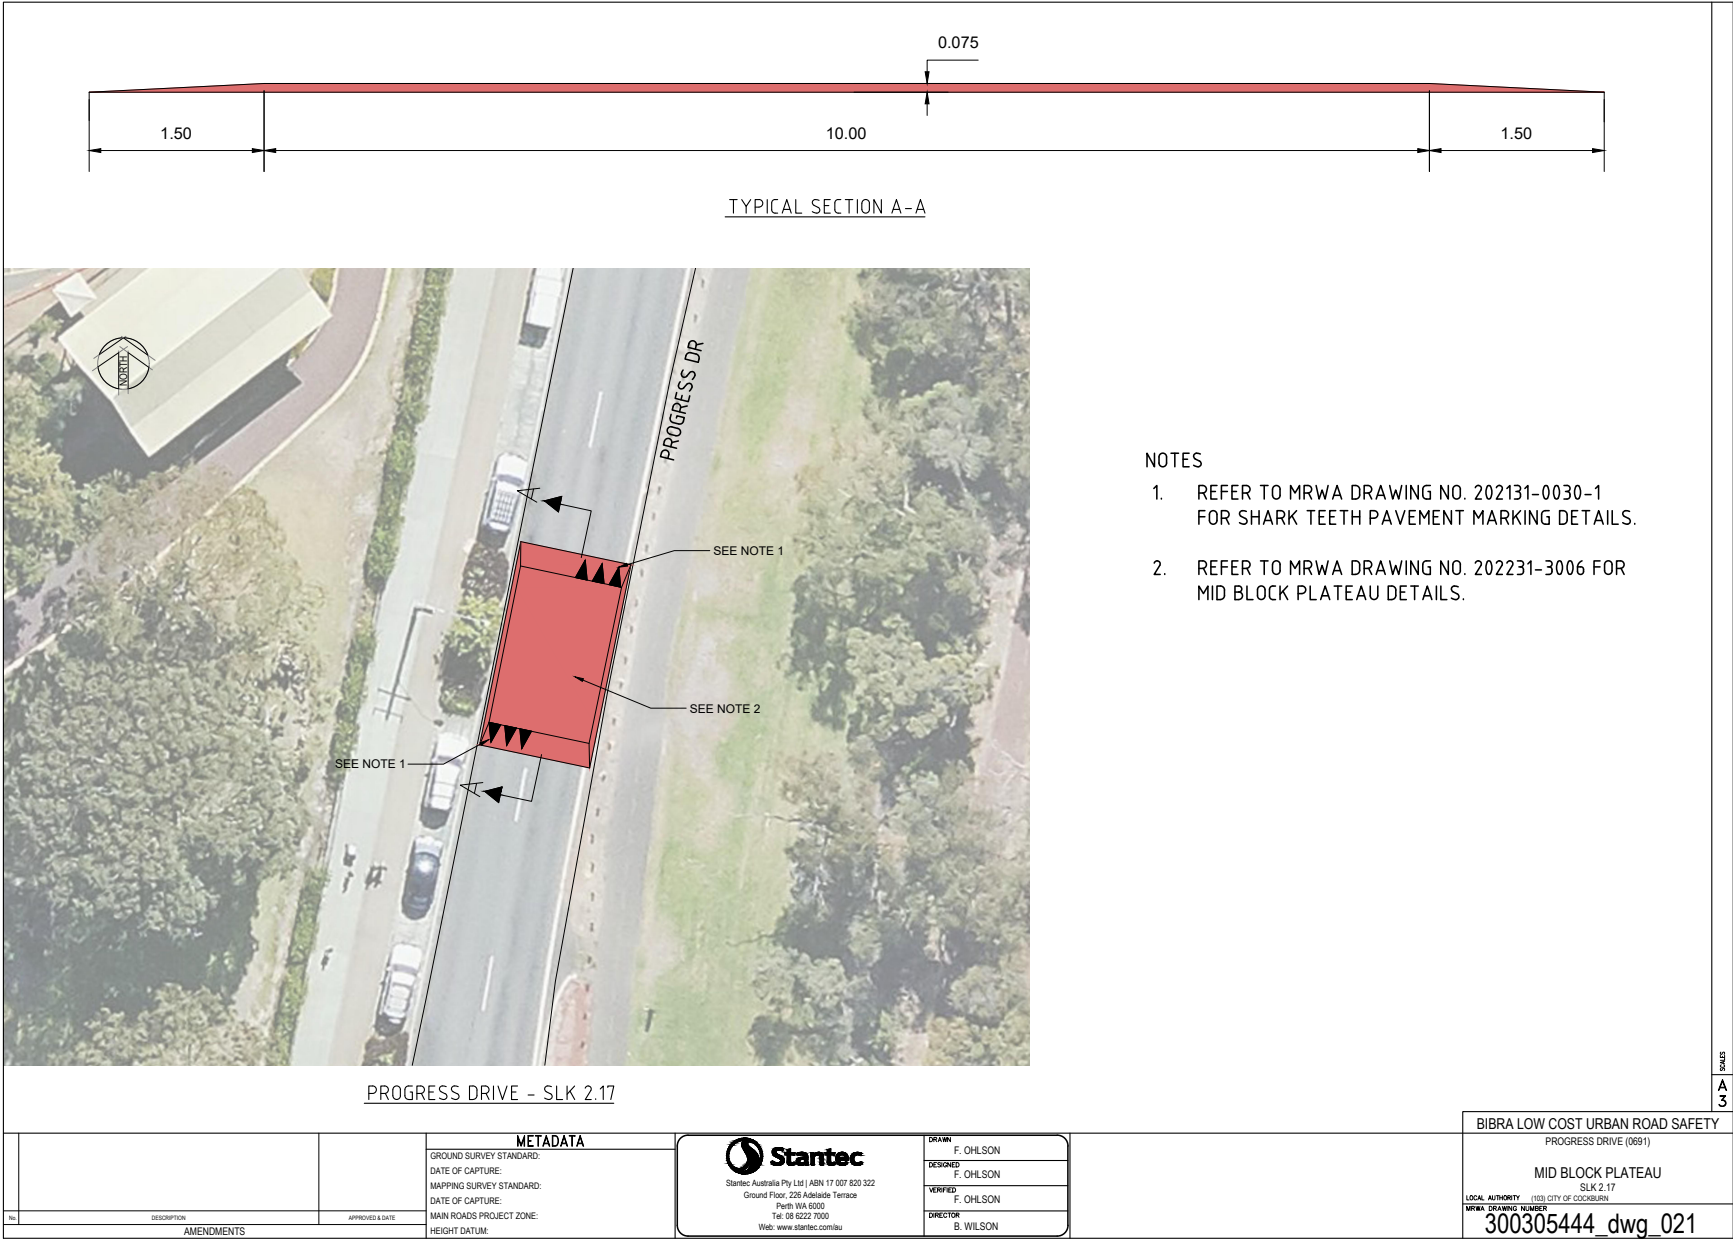 0.075
1.50
10.00
1.50
TYPICAL SECTION A-A
NORTH
PROGRESS DR
A
SEE NOTE 1
SEE NOTE 2
SEE NOTE 1
A
PROGRESS DRIVE - SLK 2.17
NOTES
1. REFER TO MRWA DRAWING NO. 202131-0030-1
FOR SHARK TEETH PAVEMENT MARKING DETAILS.
2. REFER TO MRWA DRAWING NO. 202231-3006 FOR
MID BLOCK PLATEAU DETAILS.
SCALES
A
3
No.
DESCRIPTION
APPROVED & DATE
AMENDMENTS
METADATA
GROUND SURVEY STANDARD:
DATE OF CAPTURE:
MAPPING SURVEY STANDARD:
DATE OF CAPTURE:
MAIN ROADS PROJECT ZONE:
HEIGHT DATUM:
Stantec
Stantec Australia Pty Ltd | ABN 17 007 820 322
Ground Floor, 226 Adelaide Terrace
Perth WA 6000
Tel: 08 6222 7000
Web: www.stantec.com/au
DRAWN
F. OHLSON
DESIGNED
F. OHLSON
VERIFIED
F. OHLSON
DIRECTOR
B. WILSON
BIBRA LOW COST URBAN ROAD SAFETY
PROGRESS DRIVE (0691)
MID BLOCK PLATEAU
SLK 2.17
LOCAL AUTHORITY (103) CITY OF COCKBURN
MRWA DRAWING NUMBER
300305444_dwg_021